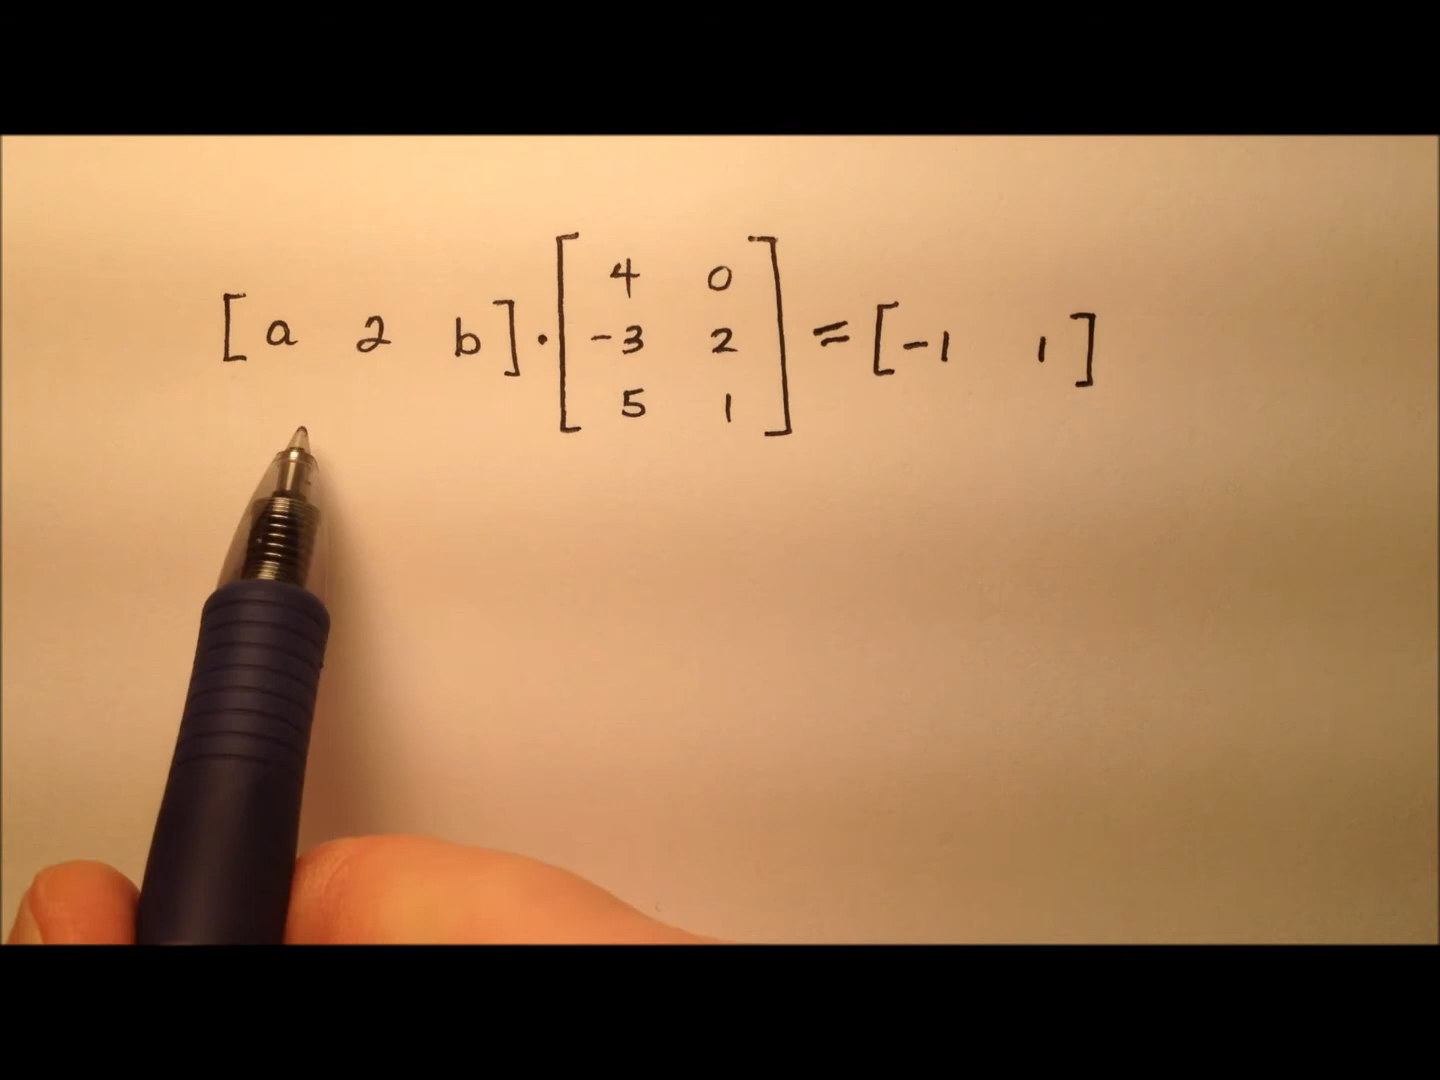 [ a 2 b ] · [ 4 0 
-3 2 
5 1 ] = [ -1 1 ]